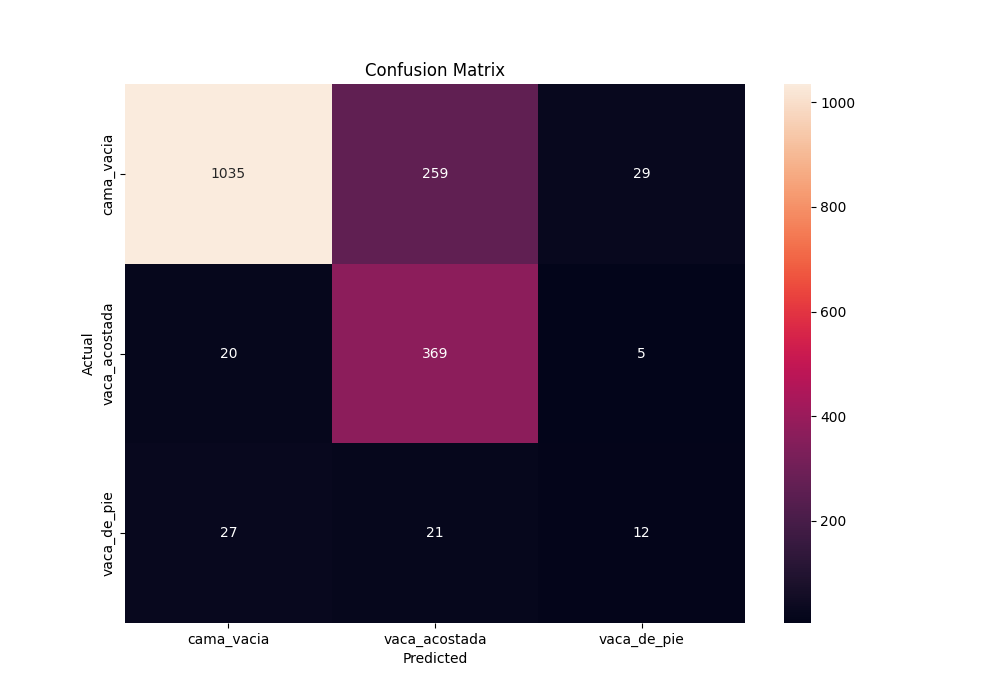 Confusion Matrix
Actual
cama_vacia
1035 259 29
vaca_acostada
20 369 5
vaca_de_pie
27 21 12
cama_vacia vaca_acostada vaca_de_pie
Predicted
1000
800
600
400
200